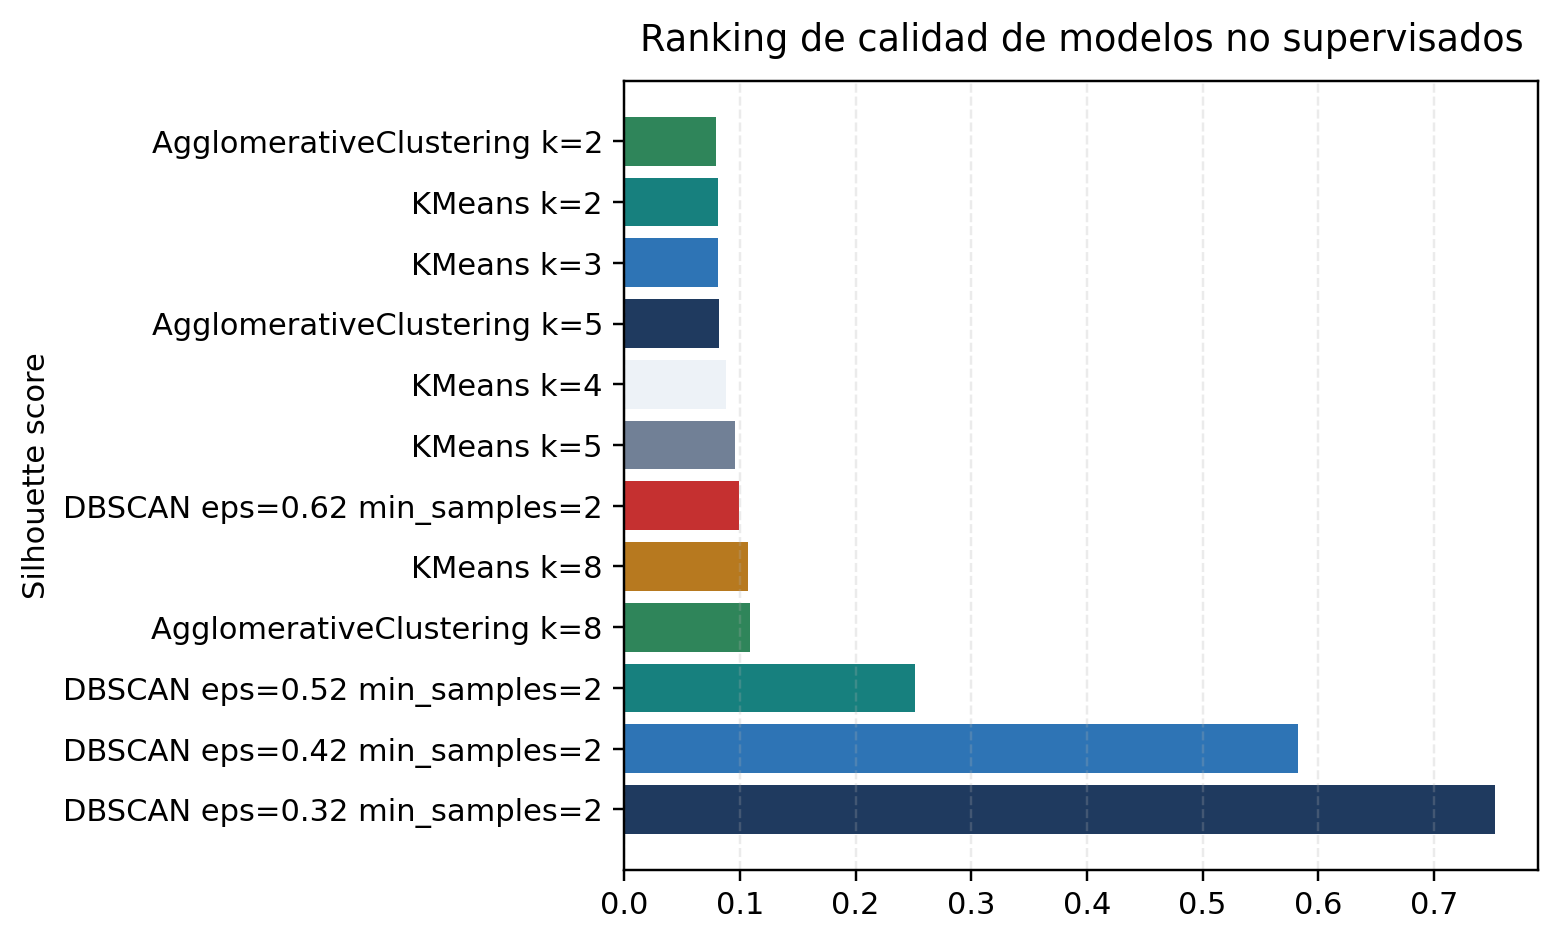 Ranking de calidad de modelos no supervisados
Silhouette score
AgglomerativeClustering k=2
KMeans k=2
KMeans k=3
AgglomerativeClustering k=5
KMeans k=4
KMeans k=5
DBSCAN eps=0.62 min_samples=2
KMeans k=8
AgglomerativeClustering k=8
DBSCAN eps=0.52 min_samples=2
DBSCAN eps=0.42 min_samples=2
DBSCAN eps=0.32 min_samples=2
0.0 0.1 0.2 0.3 0.4 0.5 0.6 0.7